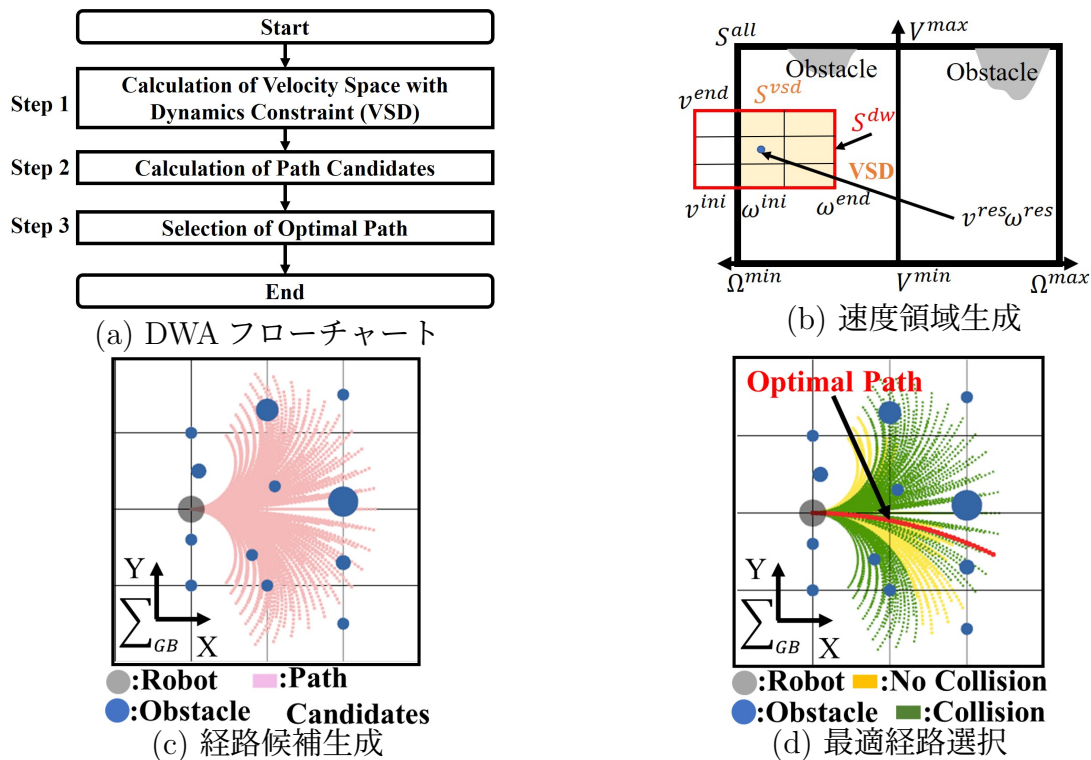 Start
Step 1
Calculation of Velocity Space with
Dynamics Constraint (VSD)
Step 2
Calculation of Path Candidates
Step 3
Selection of Optimal Path
End
(a) DWA フローチャート
S^{all}
V^{max}
Obstacle
Obstacle
v^{end}
S^{vsd}
S^{dw}
VSD
v^{ini}
ω^{ini}
ω^{end}
v^{res}ω^{res}
Ω^{min}
V^{min}
Ω^{max}
(b) 速度領域生成
Y
∑_{GB}
X
:Robot
:Path
:Obstacle
Candidates
(c) 経路候補生成
Optimal Path
Y
∑_{GB}
X
:Robot
:No Collision
:Obstacle
:Collision
(d) 最適経路選択